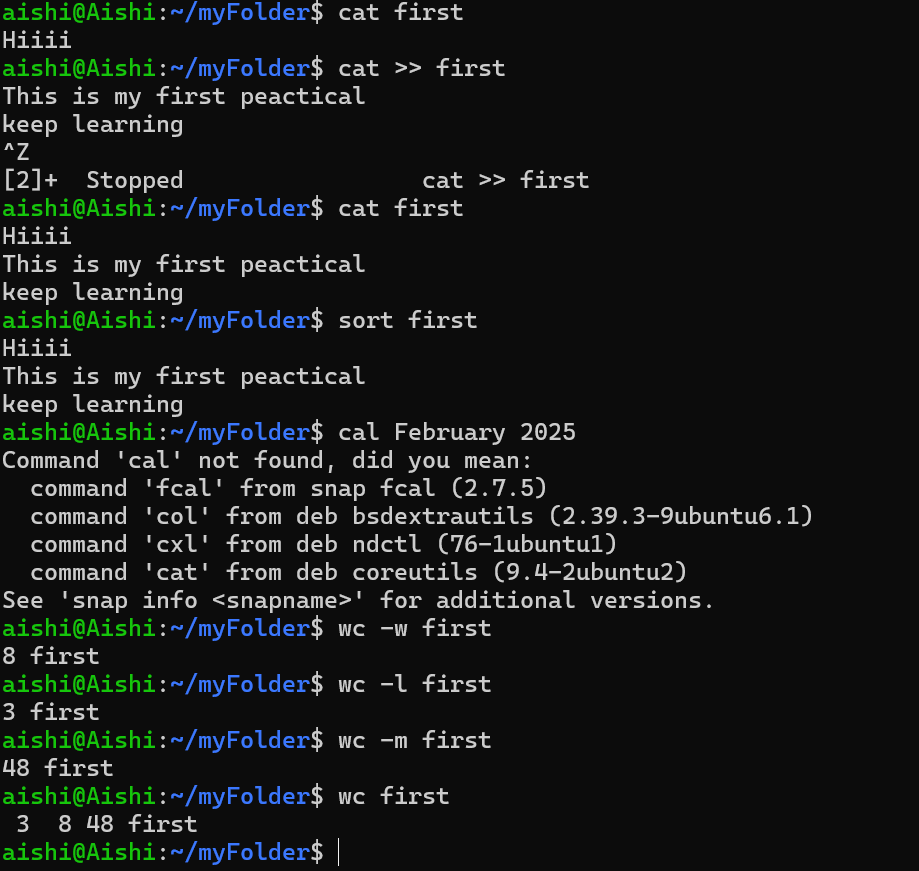 aishi@Aishi:~/myFolder$ cat first
Hiiii
aishi@Aishi:~/myFolder$ cat >> first
This is my first peactical
keep learning
^Z
[2]+  Stopped                 cat >> first
aishi@Aishi:~/myFolder$ cat first
Hiiii
This is my first peactical
keep learning
aishi@Aishi:~/myFolder$ sort first
Hiiii
This is my first peactical
keep learning
aishi@Aishi:~/myFolder$ cal February 2025
Command 'cal' not found, did you mean:
  command 'fcal' from snap fcal (2.7.5)
  command 'col' from deb bsdextrautils (2.39.3-9ubuntu6.1)
  command 'cxl' from deb ndctl (76-1ubuntu1)
  command 'cat' from deb coreutils (9.4-2ubuntu2)
See 'snap info <snapname>' for additional versions.
aishi@Aishi:~/myFolder$ wc -w first
8 first
aishi@Aishi:~/myFolder$ wc -l first
3 first
aishi@Aishi:~/myFolder$ wc -m first
48 first
aishi@Aishi:~/myFolder$ wc first
 3  8 48 first
aishi@Aishi:~/myFolder$